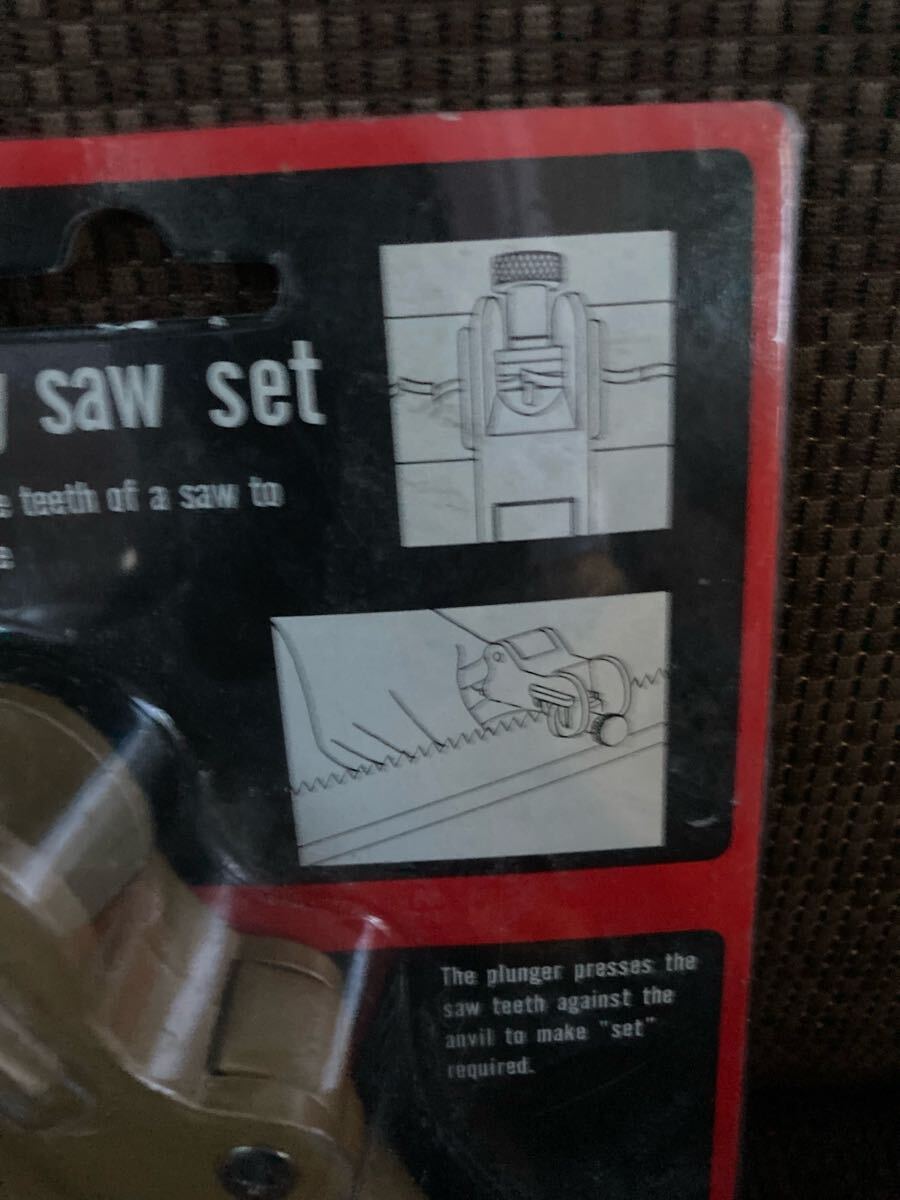 saw set
teeth of a saw to
The plunger presses the
saw teeth against the
anvil to make "set"
required.